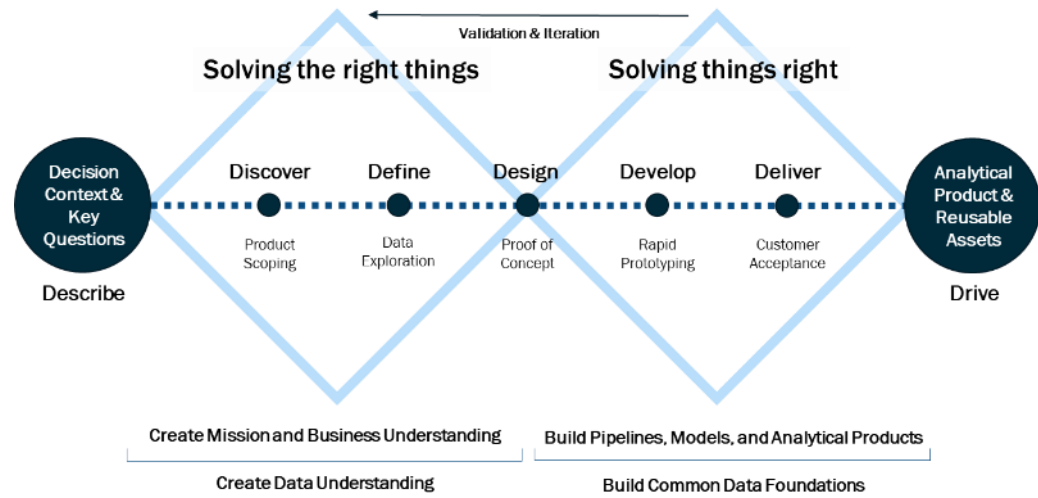 Validation & Iteration
Solving the right things
Solving things right
Decision
Context &
Key
Questions
Describe
Discover
Product
Scoping
Define
Data
Exploration
Design
Proof of
Concept
Develop
Rapid
Prototyping
Deliver
Customer
Acceptance
Analytical
Product &
Reusable
Assets
Drive
Create Mission and Business Understanding
Create Data Understanding
Build Pipelines, Models, and Analytical Products
Build Common Data Foundations